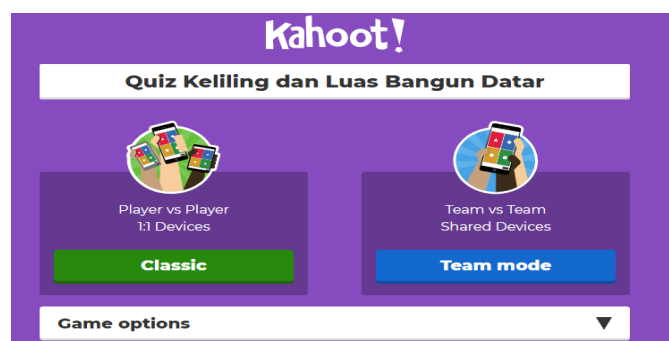 Kahoot!
Quiz Keliling dan Luas Bangun Datar
Player vs Player
1:1 Devices
Classic
Team vs Team
Shared Devices
Team mode
Game options